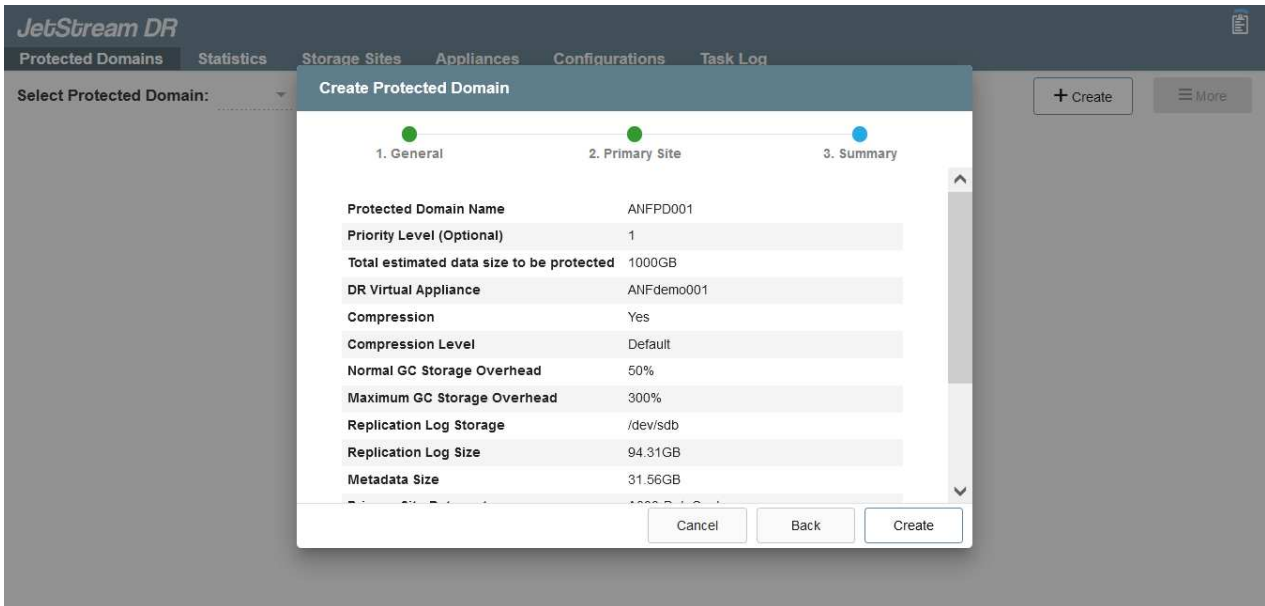 JetStream DR
Protected Domains Statistics Storage Sites Appliances Configurations Task Log
Select Protected Domain:
+ Create
More
Create Protected Domain
1. General 2. Primary Site 3. Summary
Protected Domain Name ANFPD001
Priority Level (Optional) 1
Total estimated data size to be protected 1000GB
DR Virtual Appliance ANFdemo001
Compression Yes
Compression Level Default
Normal GC Storage Overhead 50%
Maximum GC Storage Overhead 300%
Replication Log Storage /dev/sdb
Replication Log Size 94.31GB
Metadata Size 31.56GB
Cancel Back Create